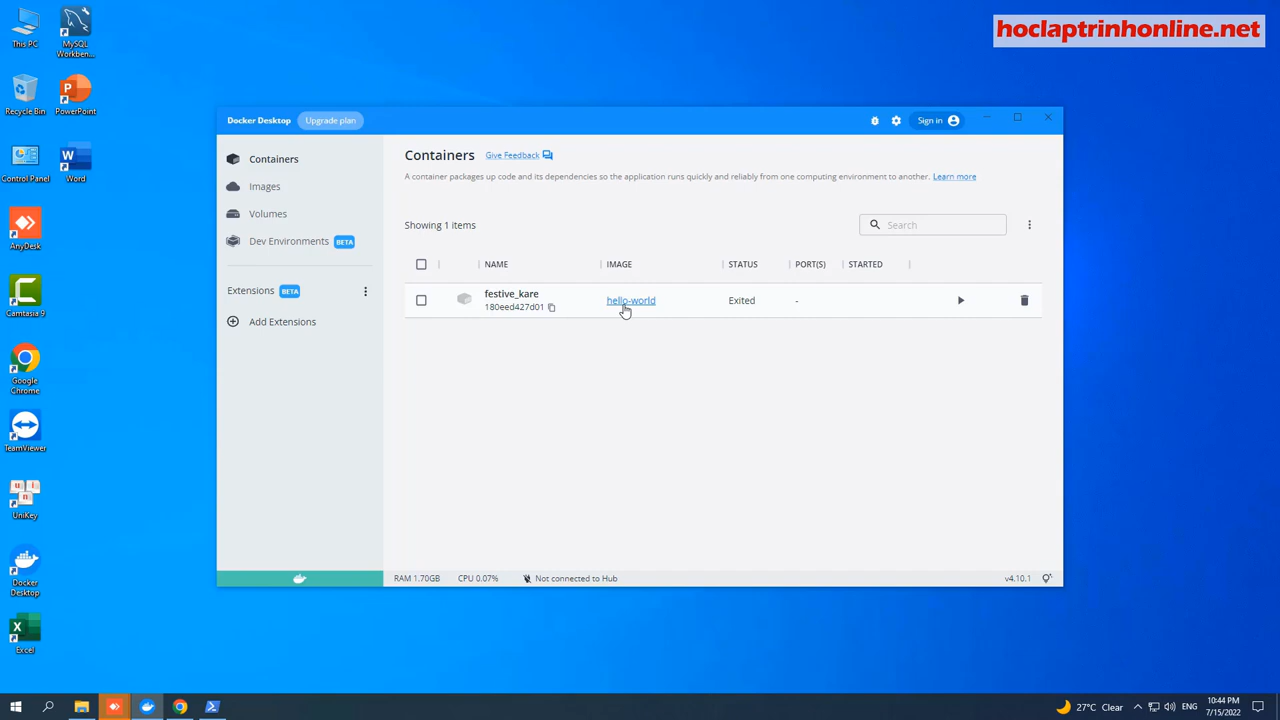 hoclaptrinhonline.net
This PC
MySQL
Workben...
Recycle Bin
PowerPoint
Control Panel
Word
AnyDesk
Camtasia 9
Google
Chrome
TeamViewer
UniKey
Docker
Desktop
Excel
Docker Desktop
Upgrade plan
Sign in
Containers
Images
Volumes
Dev Environments BETA
Extensions BETA
Add Extensions
Containers Give Feedback
A container packages up code and its dependencies so the application runs quickly and reliably from one computing environment to another. Learn more
Showing 1 items
Search
NAME IMAGE STATUS PORT(S) STARTED
festive_kare
180eed427d01
hello-world Exited -
RAM 1.70GB CPU 0.07% Not connected to Hub v4.10.1
27°C Clear ENG
10:44 PM
7/15/2022